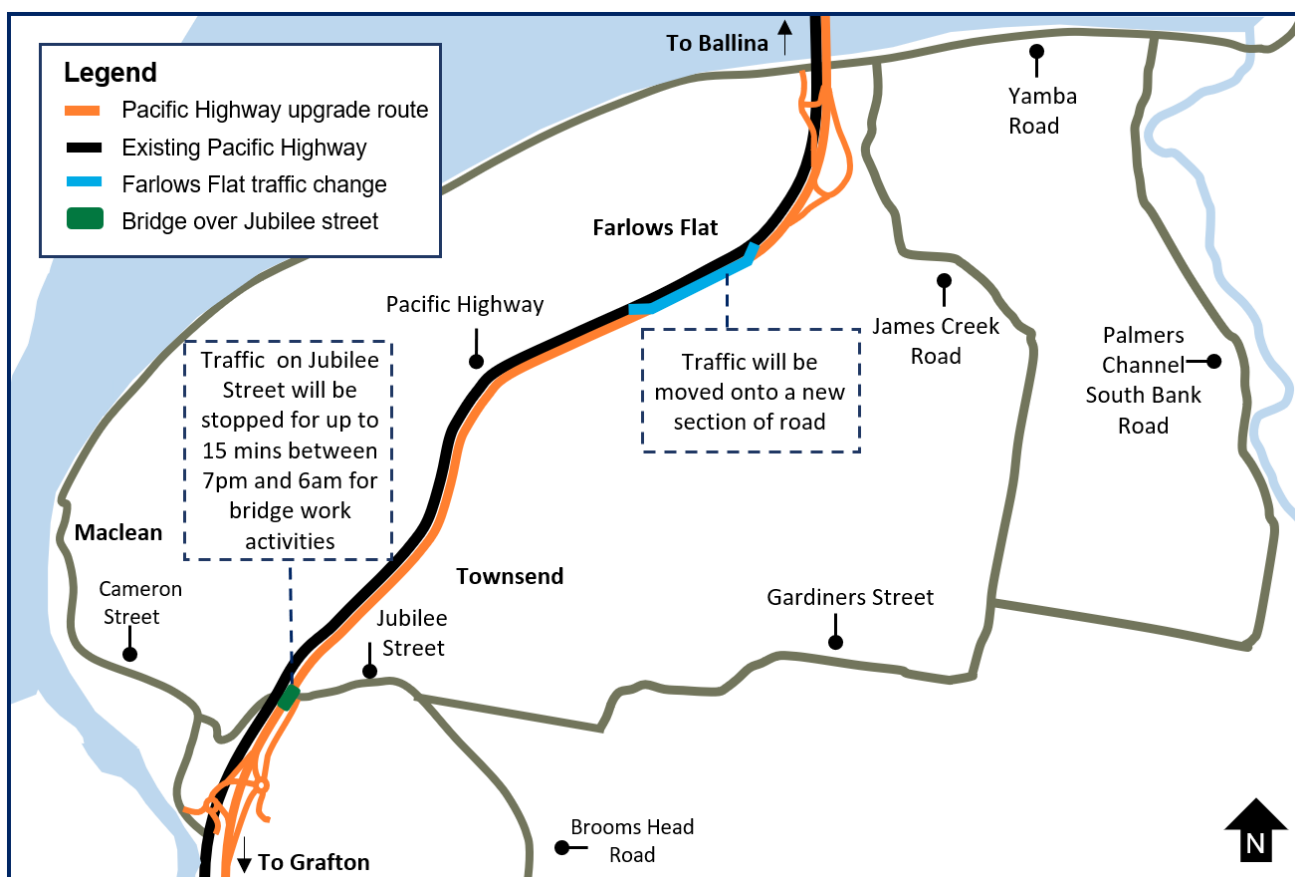 To Ballina
Legend
Pacific Highway upgrade route
Existing Pacific Highway
Farlows Flat traffic change
Bridge over Jubilee street
Yamba
Road
Farlows Flat
Pacific Highway
James Creek
Road
Palmers
Channel
South Bank
Road
Traffic on Jubilee
Street will be
stopped for up to
15 mins between
7pm and 6am for
bridge work
activities
Traffic will be
moved onto a new
section of road
Maclean
Townsend
Cameron
Street
Jubilee
Street
Gardiners Street
Brooms Head
Road
To Grafton
N